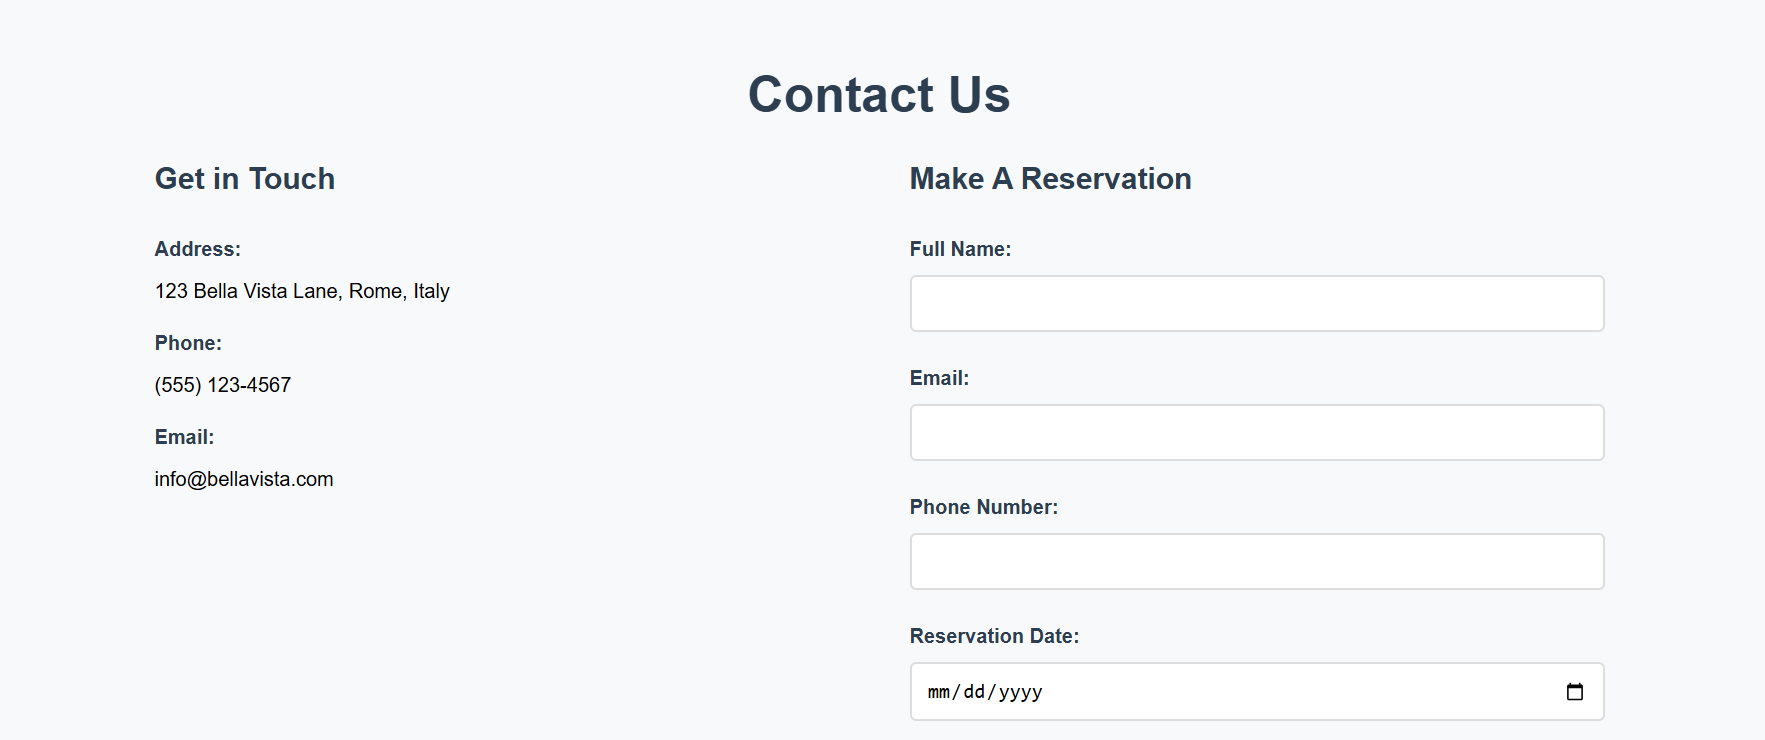 Contact Us
Get in Touch
Address:
123 Bella Vista Lane, Rome, Italy
Phone:
(555) 123-4567
Email:
info@bellavista.com
Make A Reservation
Full Name:
Email:
Phone Number:
Reservation Date:
mm/dd/yyyy